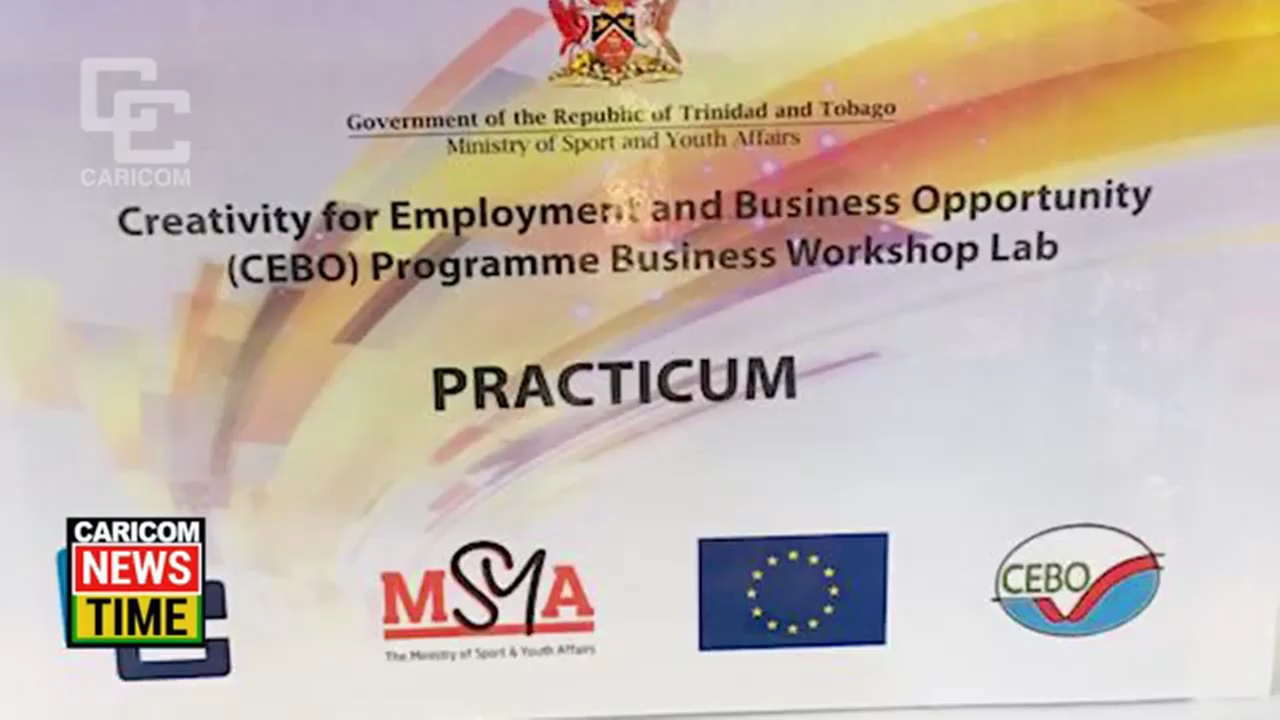 CARICOM
Government of the Republic of Trinidad and Tobago
Ministry of Sport and Youth Affairs
Creativity for Employment and Business Opportunity
(CEBO) Programme Business Workshop Lab
PRACTICUM
CARICOM
NEWS
TIME
MSYA
The Ministry of Sport & Youth Affairs
CEBO